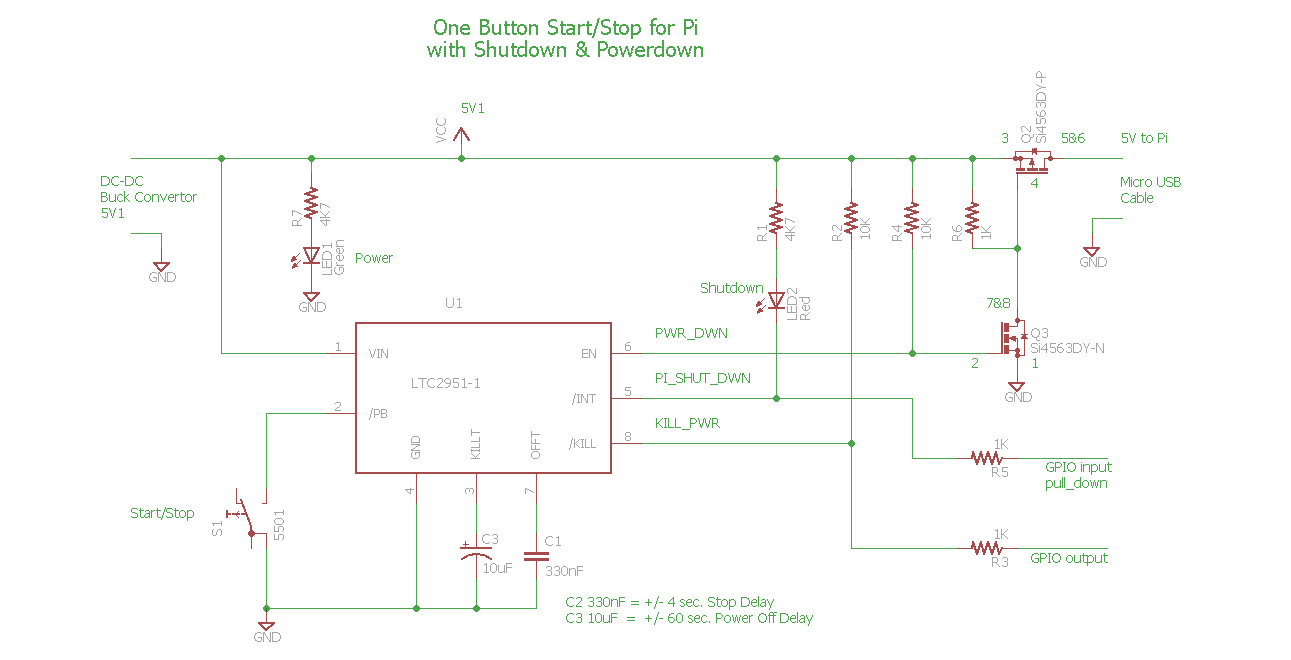 One Button Start/Stop for Pi
with Shutdown & Powerdown
5V1
VCC
3
Q2
Si4563DY-P
5&6
5V to Pi
4
Micro USB
Cable
DC-DC
Buck Convertor
5V1
GND
R7
4K7
LED1
Green
Power
GND
R1
4K7
R2
10K
R4
10K
R6
1K
GND
Shutdown
LED2
Red
7&8
Q3
Si4563DY-N
2
1
GND
U1
1
VIN
EN
6
PWR_DWN
LTC2951-1
PI_SHUT_DWN
/INT
5
2
/PB
KILL_PWR
/KILL
8
GND
KILLT
OFFT
4
3
7
1K
R5
GPIO input
pull_down
Start/Stop
S1
5501
C3
10uF
C1
330nF
1K
R3
GPIO output
GND
C2 330nF = +/- 4 sec. Stop Delay
C3 10uF = +/- 60 sec. Power Off Delay